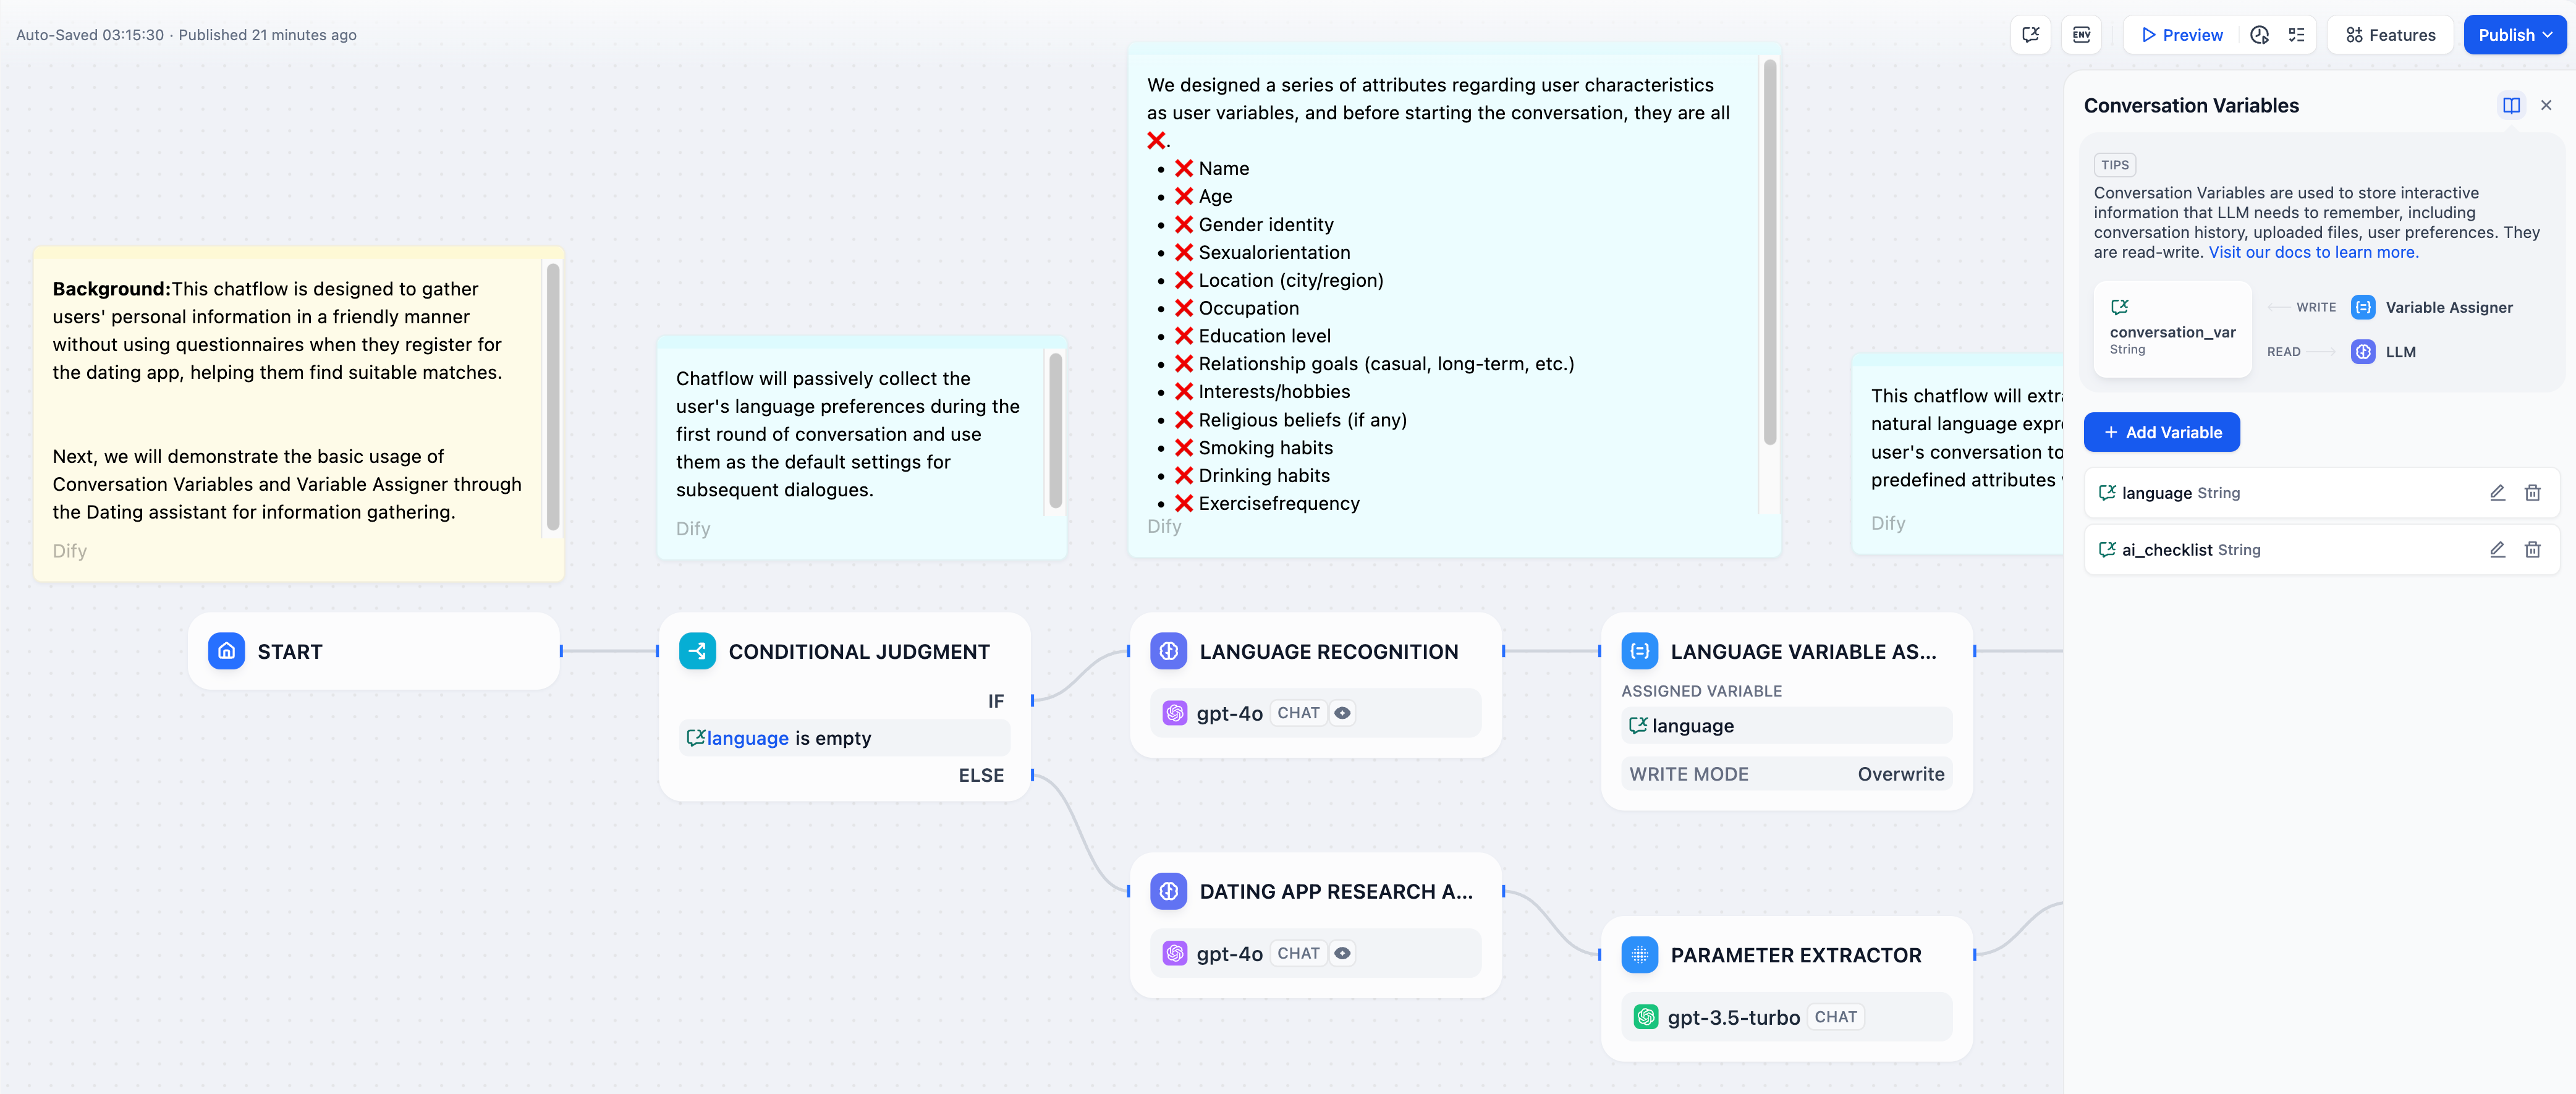 Auto-Saved 03:15:30 · Published 21 minutes ago
ENV
Preview
Features
Publish
Background:This chatflow is designed to gather
users' personal information in a friendly manner
without using questionnaires when they register for
the dating app, helping them find suitable matches.
Next, we will demonstrate the basic usage of
Conversation Variables and Variable Assigner through
the Dating assistant for information gathering.
Dify
Chatflow will passively collect the
user's language preferences during the
first round of conversation and use
them as the default settings for
subsequent dialogues.
Dify
We designed a series of attributes regarding user characteristics
as user variables, and before starting the conversation, they are all
❌.
• ❌ Name
• ❌ Age
• ❌ Gender identity
• ❌ Sexualorientation
• ❌ Location (city/region)
• ❌ Occupation
• ❌ Education level
• ❌ Relationship goals (casual, long-term, etc.)
• ❌ Interests/hobbies
• ❌ Religious beliefs (if any)
• ❌ Smoking habits
• ❌ Drinking habits
• ❌ Exercisefrequency
Dify
This chatflow will
natural language
user's conversation to
predefined attributes
Dify
START
CONDITIONAL JUDGMENT
IF
language is empty
ELSE
LANGUAGE RECOGNITION
gpt-4o CHAT
LANGUAGE VARIABLE AS...
ASSIGNED VARIABLE
language
WRITE MODE Overwrite
DATING APP RESEARCH A...
gpt-4o CHAT
PARAMETER EXTRACTOR
gpt-3.5-turbo CHAT
Conversation Variables
TIPS
Conversation Variables are used to store interactive
information that LLM needs to remember, including
conversation history, uploaded files, user preferences. They
are read-write. Visit our docs to learn more.
conversation_var
String
WRITE Variable Assigner
READ LLM
+ Add Variable
language String
ai_checklist String